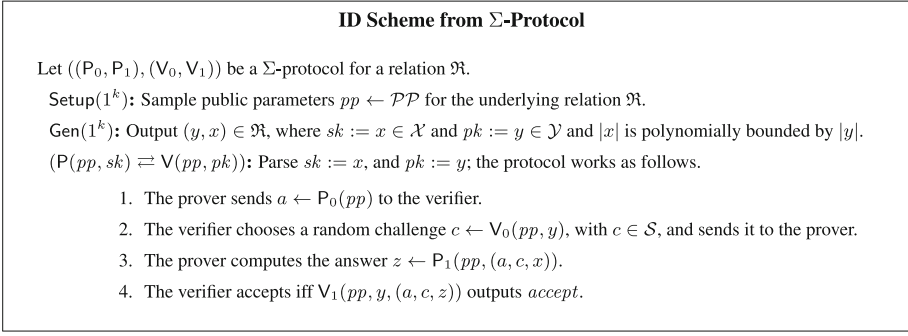 ID Scheme from Σ-Protocol
Let ((P₀, P₁), (V₀, V₁)) be a Σ-protocol for a relation ℜ.
Setup(1ᵏ): Sample public parameters pp ← 𝒫𝒫 for the underlying relation ℜ.
Gen(1ᵏ): Output (y, x) ∈ ℜ, where sk := x ∈ 𝒳 and pk := y ∈ 𝒴 and |x| is polynomially bounded by |y|.
(P(pp, sk) ⇄ V(pp, pk)): Parse sk := x, and pk := y; the protocol works as follows.
1. The prover sends a ← P₀(pp) to the verifier.
2. The verifier chooses a random challenge c ← V₀(pp, y), with c ∈ 𝒮, and sends it to the prover.
3. The prover computes the answer z ← P₁(pp, (a, c, x)).
4. The verifier accepts iff V₁(pp, y, (a, c, z)) outputs accept.